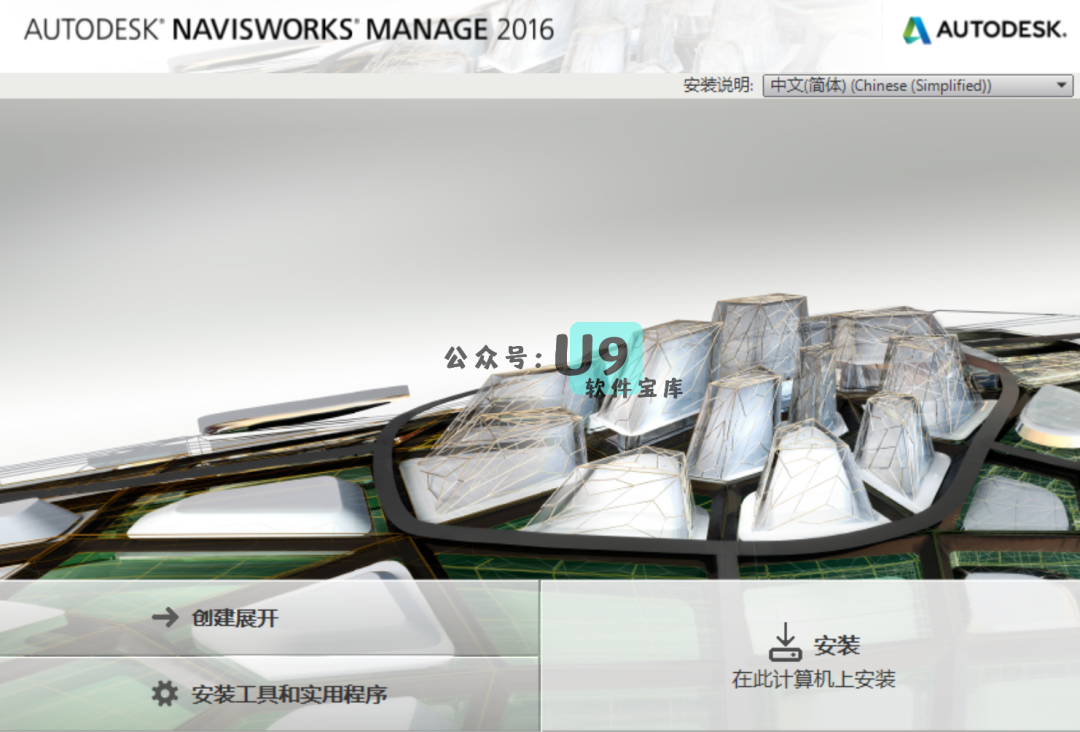 AUTODESK® NAVISWORKS® MANAGE 2016
AUTODESK.
安装说明: 中文(简体) (Chinese (Simplified))
公众号: U9
软件宝库
创建展开
安装工具和实用程序
安装
在此计算机上安装